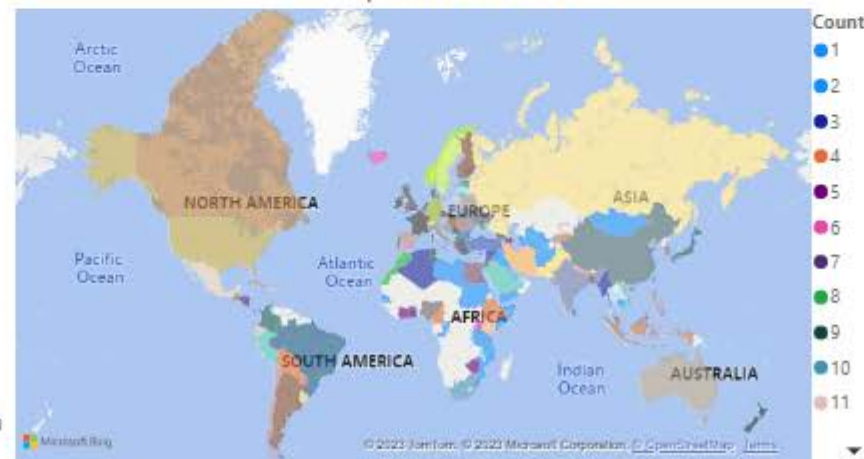 Count
Arctic
Ocean
1
2
3
NORTH AMERICA
EUROPE
ASIA
4
5
6
Pacific
Ocean
Atlantic
Ocean
7
8
AFRICA
9
SOUTH AMERICA
Indian
Ocean
AUSTRALIA
10
11
Microsoft Bing
© 2023 TomTom, © 2023 Microsoft Corporation, © OpenStreetMap Terms